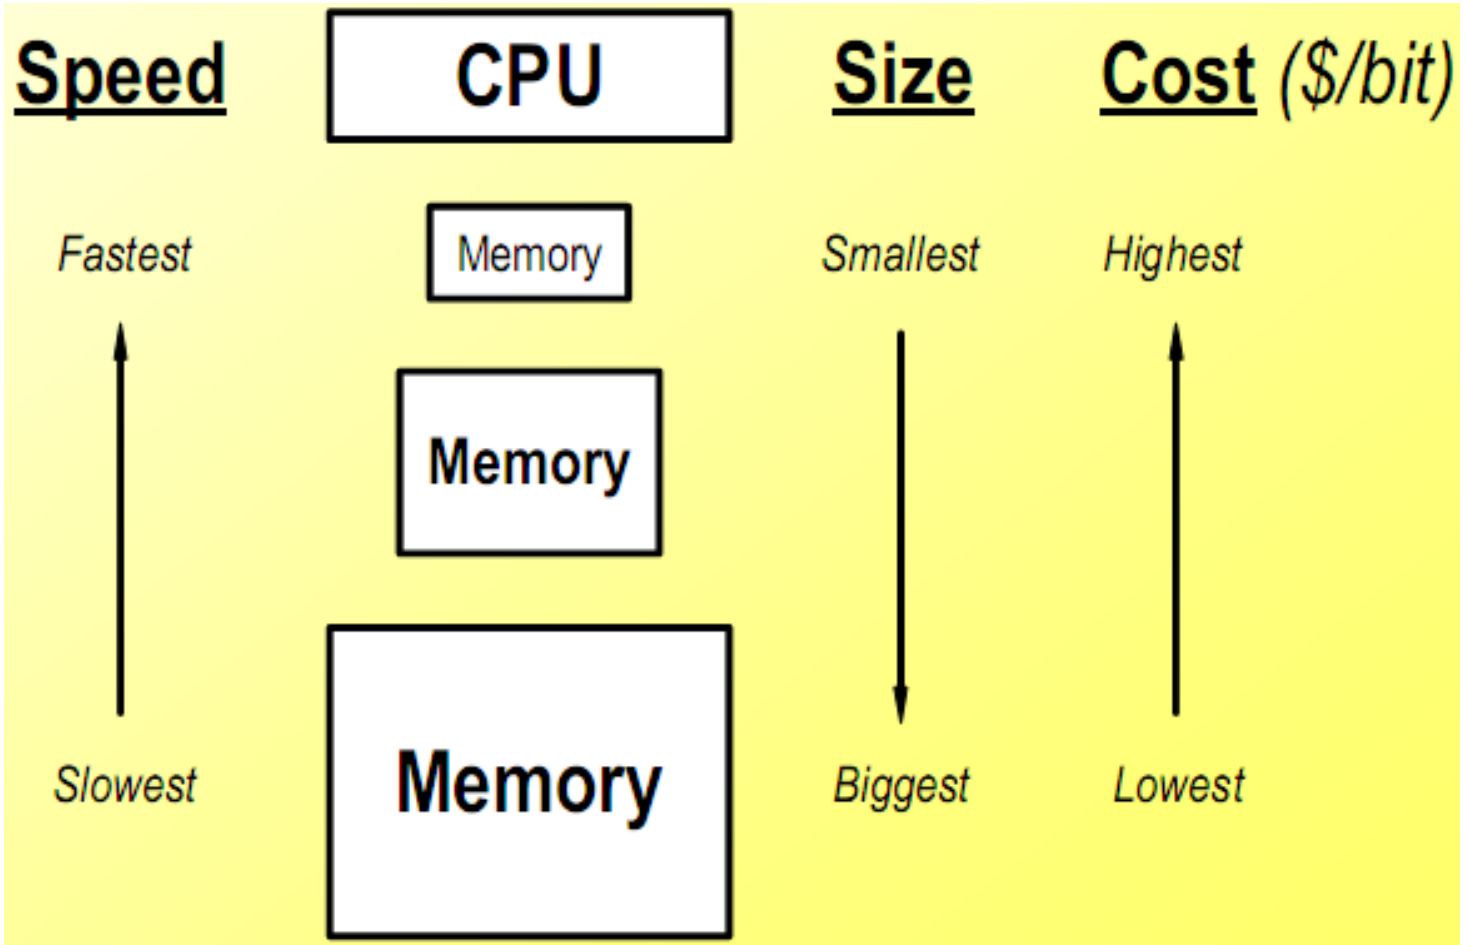 Speed CPU Size Cost ($/bit)
Fastest Memory Smallest Highest
Memory
Slowest Memory Biggest Lowest